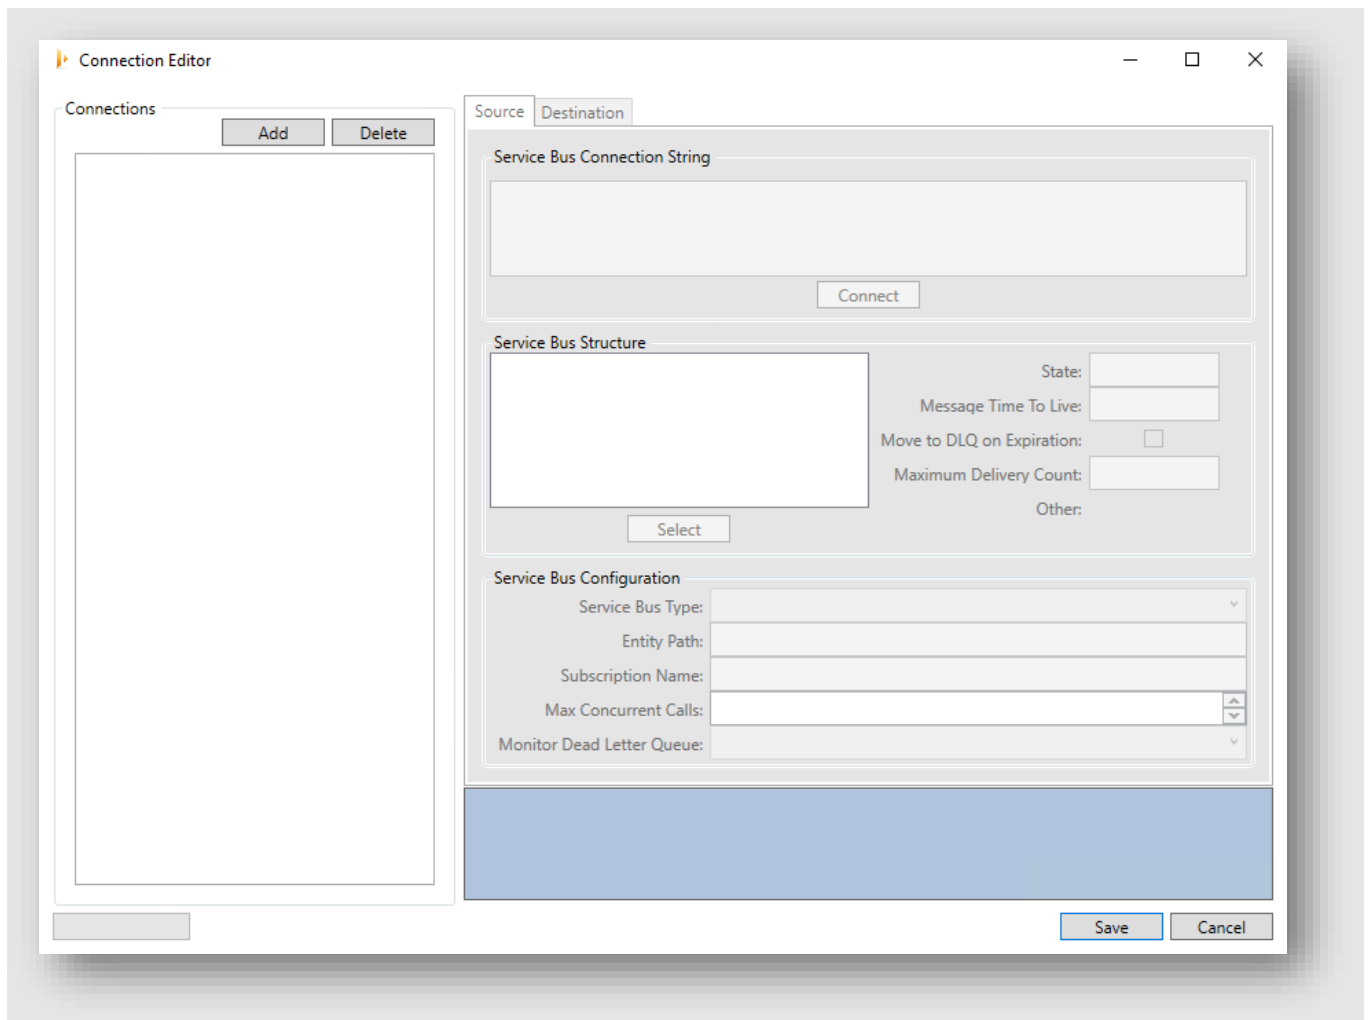 Connection Editor
Connections
Add
Delete
Source
Destination
Service Bus Connection String
Connect
Service Bus Structure
State:
Message Time To Live:
Move to DLQ on Expiration:
Maximum Delivery Count:
Other:
Select
Service Bus Configuration
Service Bus Type:
Entity Path:
Subscription Name:
Max Concurrent Calls:
Monitor Dead Letter Queue:
Save
Cancel